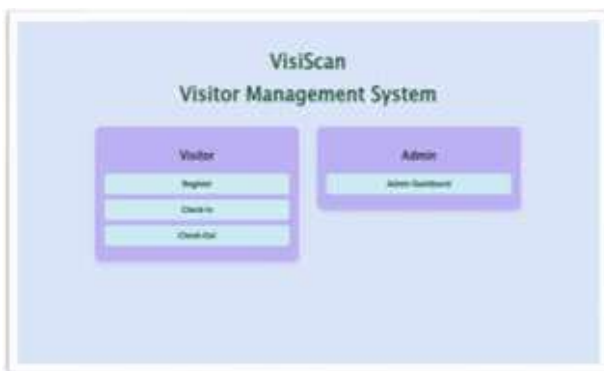 VisiScan
Visitor Management System
Visitor
Register
Check-In
Check-Out
Admin
Admin Dashboard